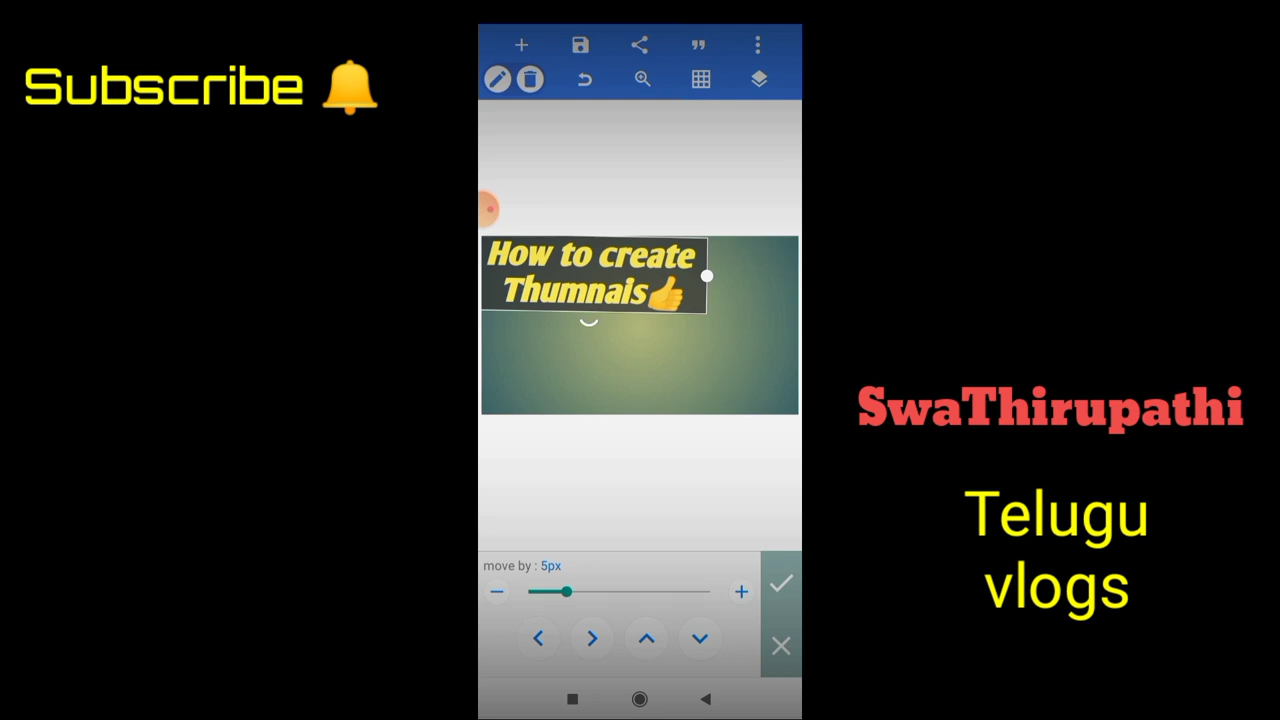 Subscribe 🔔
How to create
Thumnais👍
move by : 5px
SwaThirupathi
Telugu
vlogs